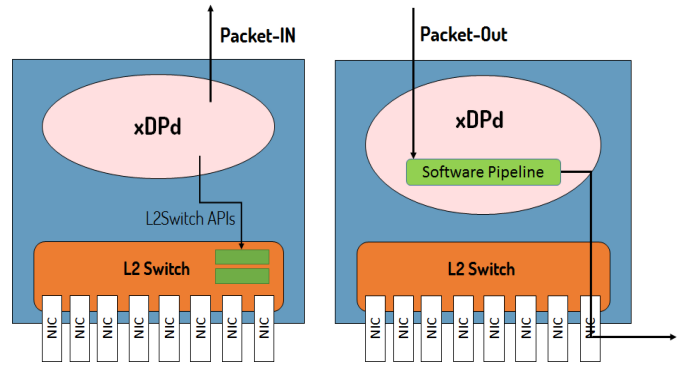 Packet-IN
xDPd
L2Switch APIs
L2 Switch
NIC NIC NIC NIC NIC NIC NIC NIC
Packet-Out
xDPd
Software Pipeline
L2 Switch
NIC NIC NIC NIC NIC NIC NIC NIC